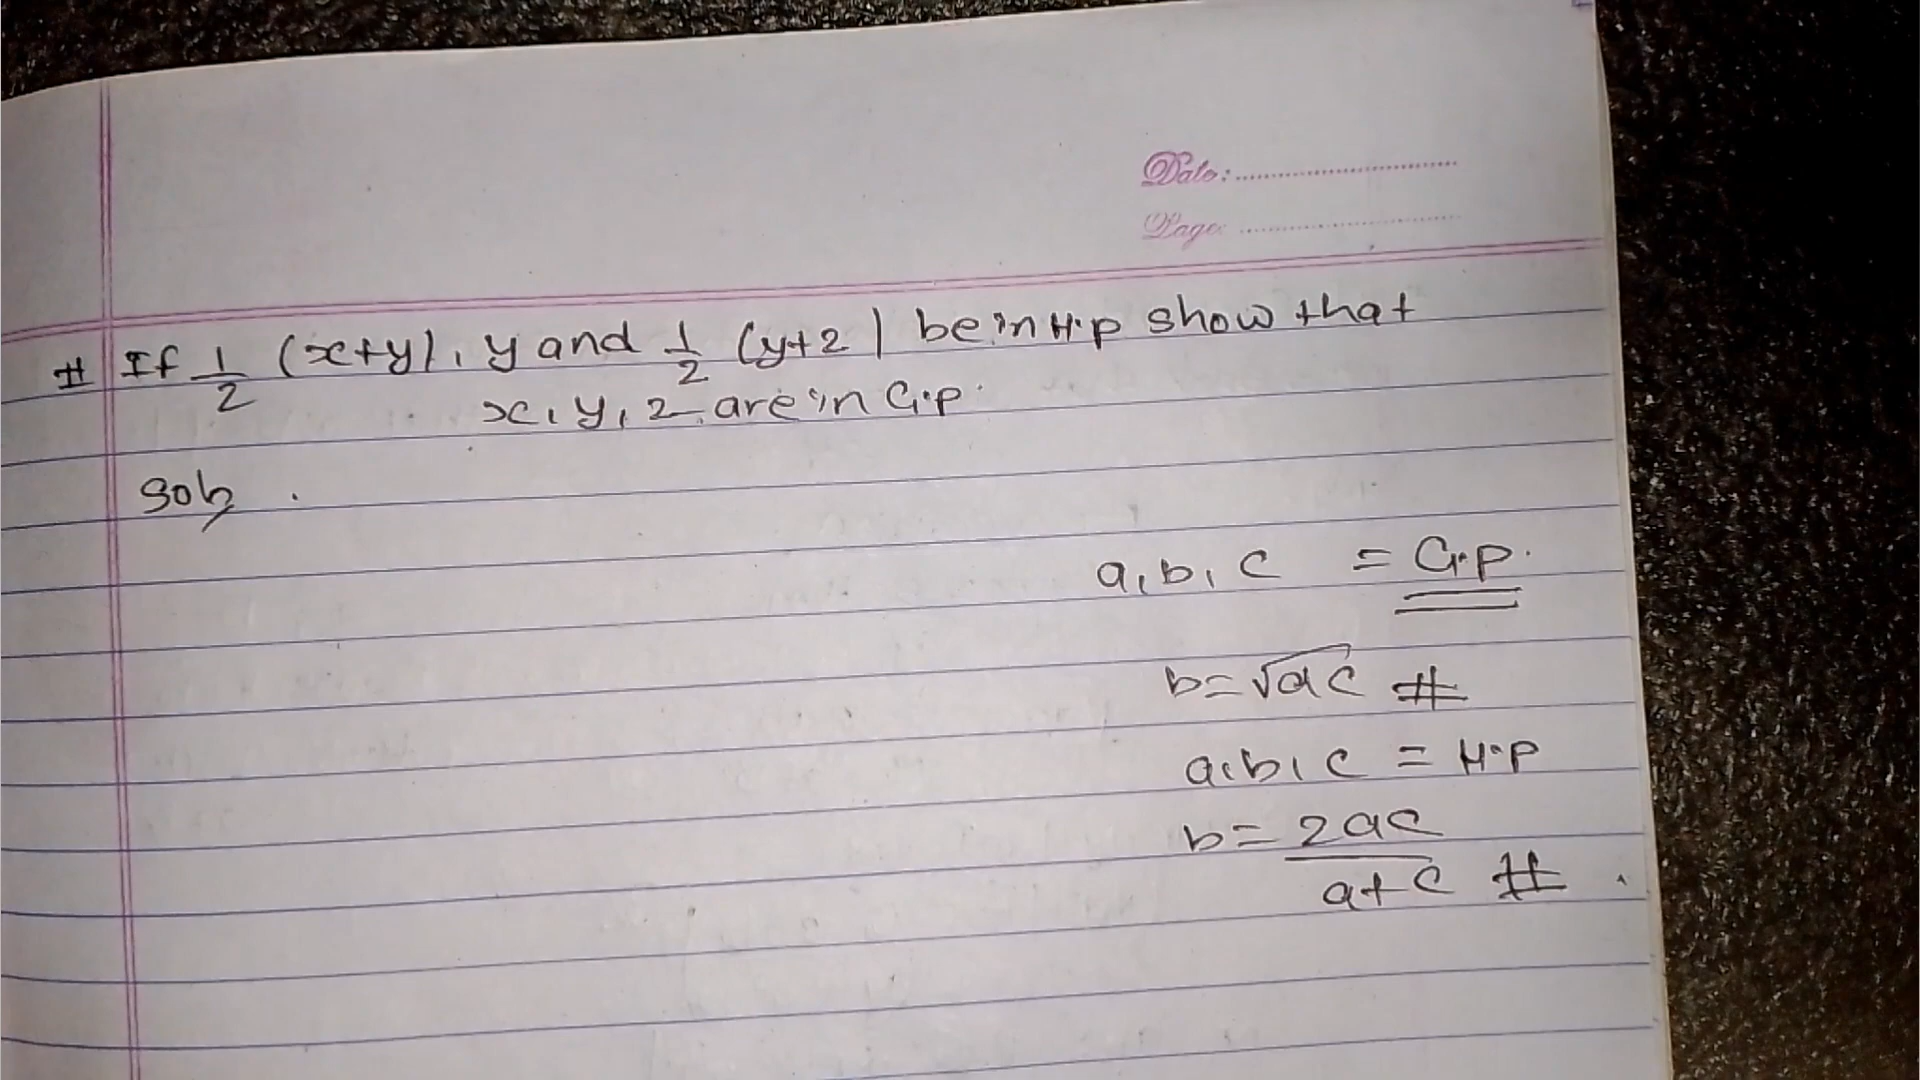 Date:
Page:
# If 1/2 (x+y), y and 1/2 (y+z) be in H.p show that
x, y, z are in G.p.
Soln .
a, b, c = G.p.
b = √ac #
a, b, c = H.p
b = 2ac
a+c #